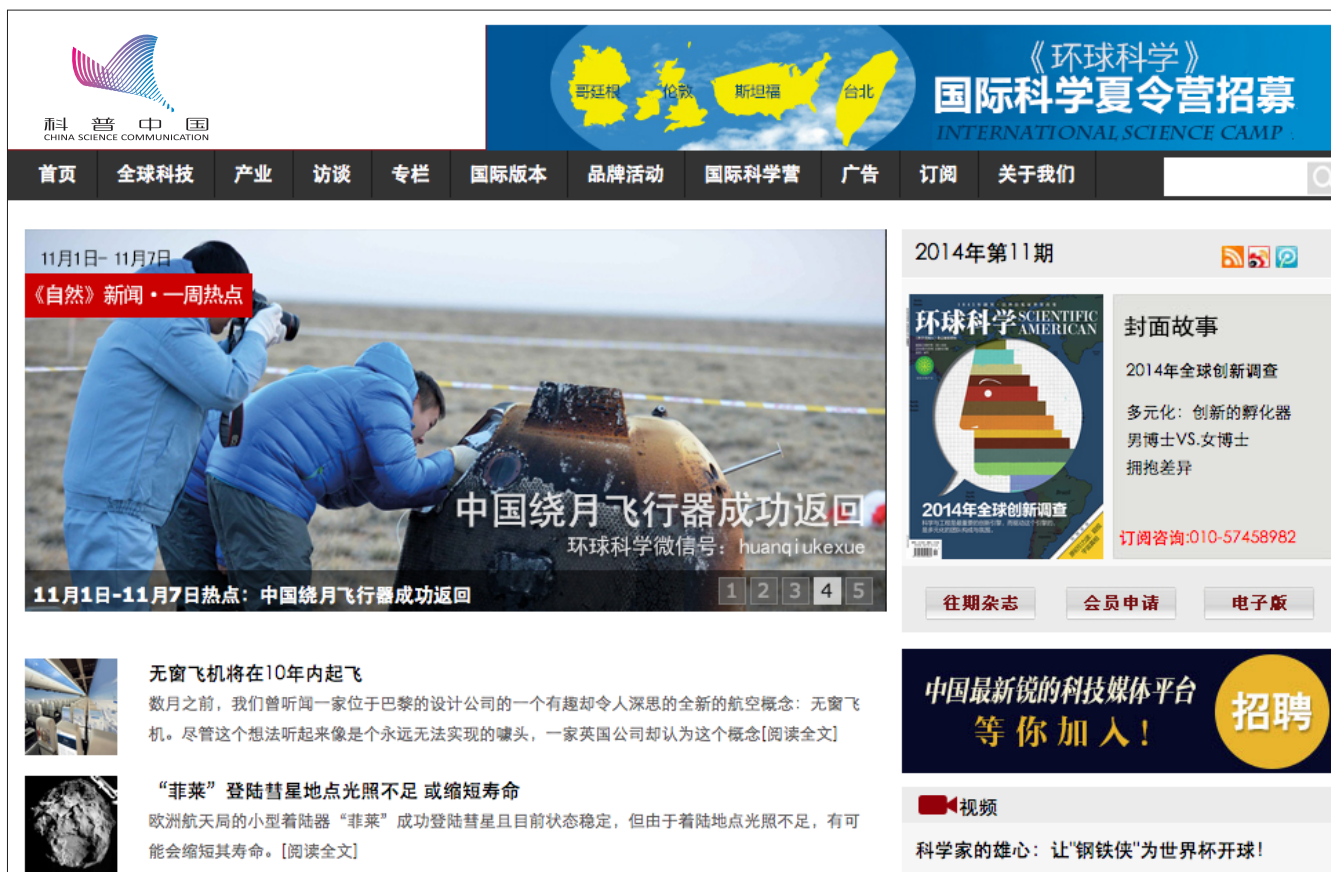 科 普 中 国
CHINA SCIENCE COMMUNICATION
哥廷根
伦敦
斯坦福
台北
《环球科学》
国际科学夏令营招募
INTERNATIONAL SCIENCE CAMP
首页 全球科技 产业 访谈 专栏 国际版本 品牌活动 国际科学营 广告 订阅 关于我们
11月1日- 11月7日
《自然》新闻·一周热点
中国绕月飞行器成功返回
环球科学微信号：huanqiukexue
11月1日-11月7日热点：中国绕月飞行器成功返回
1 2 3 4 5
2014年第11期
环球科学 SCIENTIFIC
AMERICAN
2014年全球创新调查
封面故事
2014年全球创新调查
多元化：创新的孵化器
男博士VS.女博士
拥抱差异
订阅咨询:010-57458982
往期杂志 会员申请 电子版
无窗飞机将在10年内起飞
数月之前，我们曾听闻一家位于巴黎的设计公司的一个有趣却令人深思的全新的航空概念：无窗飞
机。尽管这个想法听起来像是个永远无法实现的噱头，一家英国公司却认为这个概念[阅读全文]
“菲莱”登陆彗星地点光照不足 或缩短寿命
欧洲航天局的小型着陆器“菲莱”成功登陆彗星且目前状态稳定，但由于着陆地点光照不足，有可
能会缩短其寿命。[阅读全文]
中国最新锐的科技媒体平台
等你加入！
招聘
视频
科学家的雄心：让"钢铁侠"为世界杯开球！